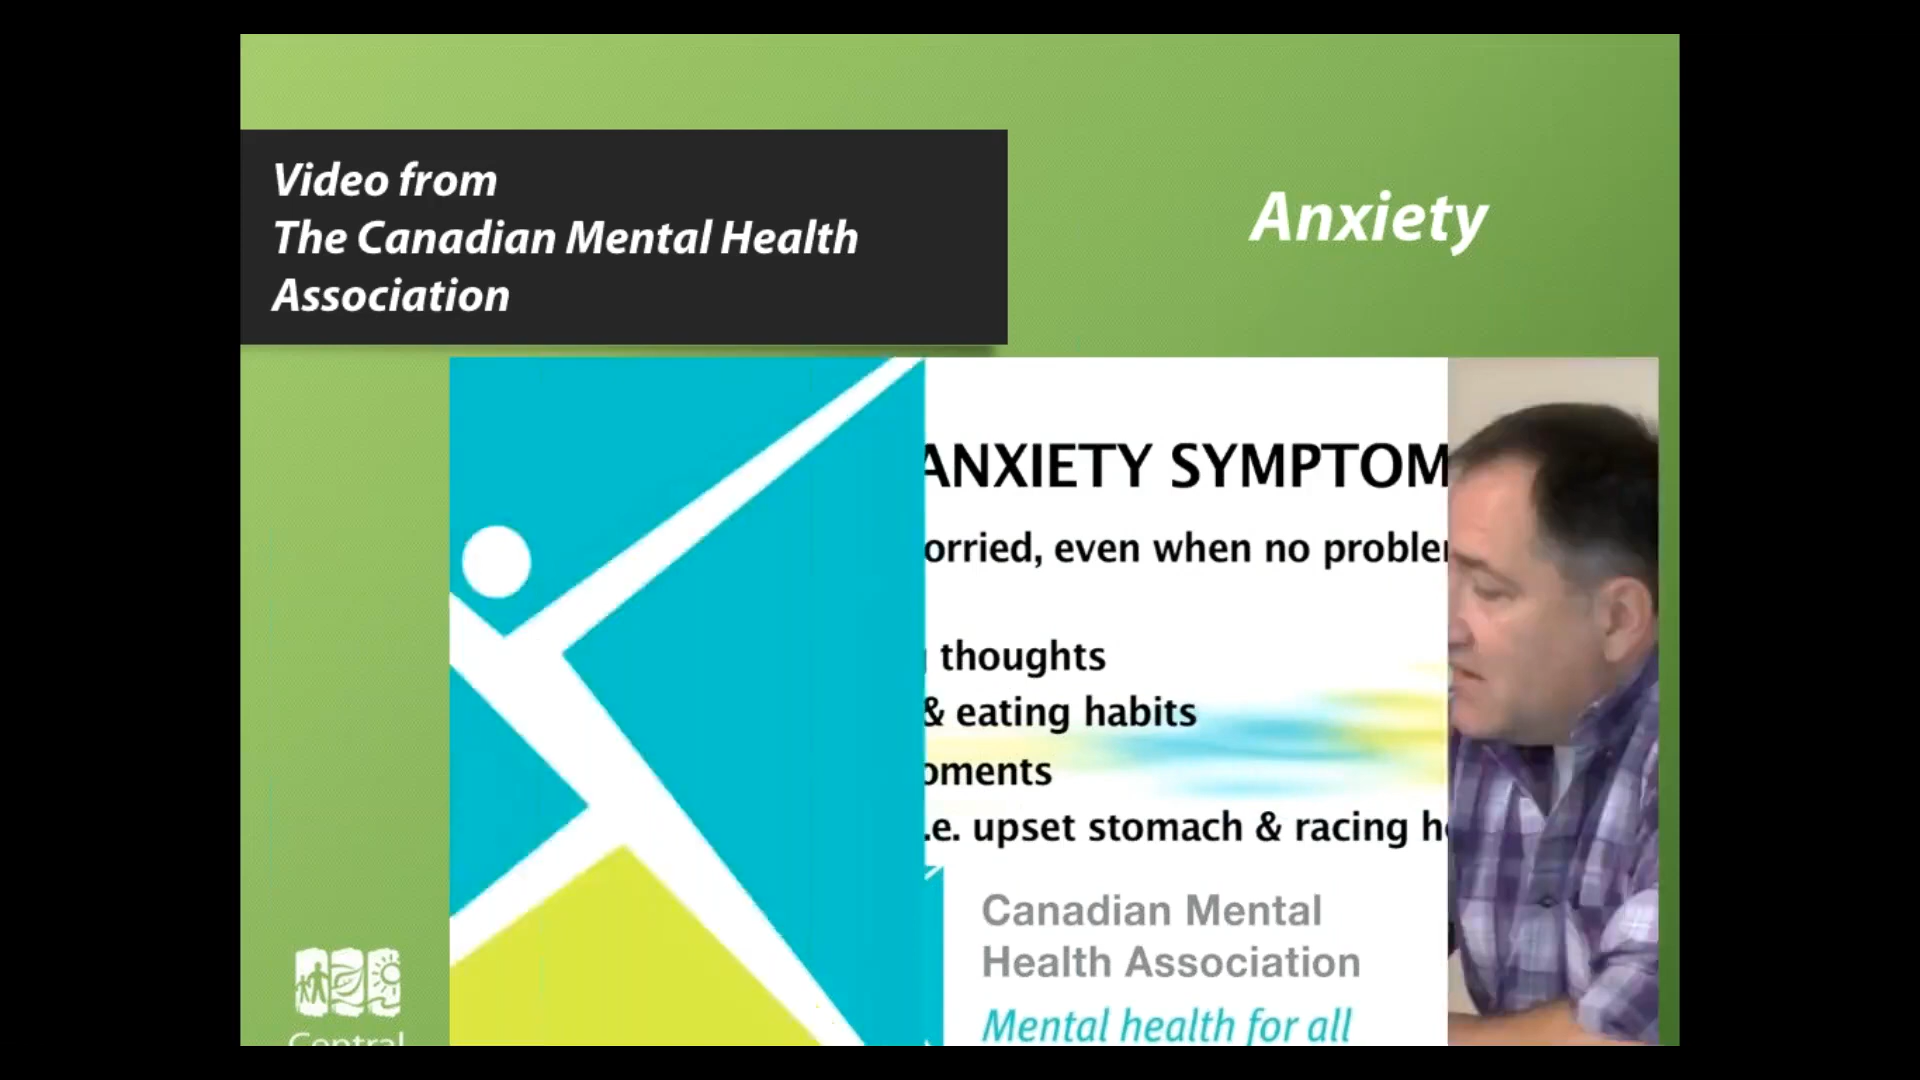 Video from
The Canadian Mental Health
Association
Anxiety
ANXIETY SYMPTOM
orried, even when no proble
thoughts
& eating habits
oments
.e. upset stomach & racing h
Canadian Mental
Health Association
Mental health for all
Central